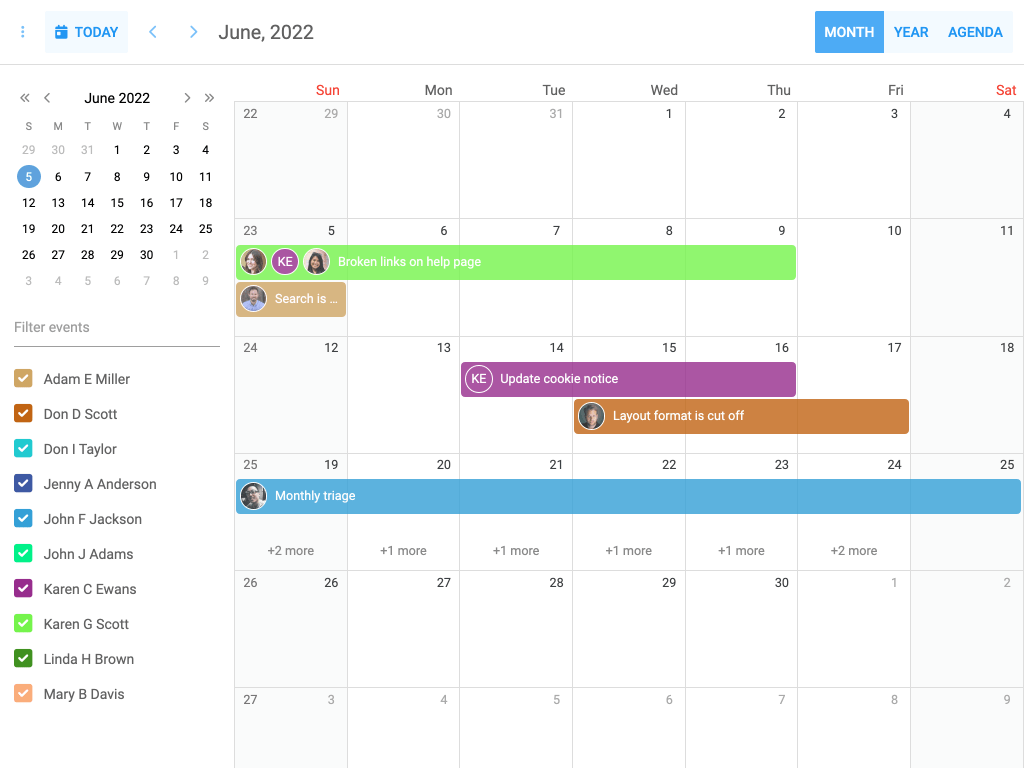 TODAY June, 2022 MONTH YEAR AGENDA
June 2022
S M T W T F S
29 30 31 1 2 3 4
5 6 7 8 9 10 11
12 13 14 15 16 17 18
19 20 21 22 23 24 25
26 27 28 29 30 1 2
3 4 5 6 7 8 9
Filter events
Adam E Miller
Don D Scott
Don I Taylor
Jenny A Anderson
John F Jackson
John J Adams
Karen C Ewans
Karen G Scott
Linda H Brown
Mary B Davis
Sun Mon Tue Wed Thu Fri Sat
22 29 30 31 1 2 3 4
23 5 6 7 8 9 10 11
KE Broken links on help page
Search is ...
24 12 13 14 15 16 17 18
KE Update cookie notice
Layout format is cut off
25 19 20 21 22 23 24 25
Monthly triage
+2 more +1 more +1 more +1 more +1 more +2 more
26 26 27 28 29 30 1 2
27 3 4 5 6 7 8 9